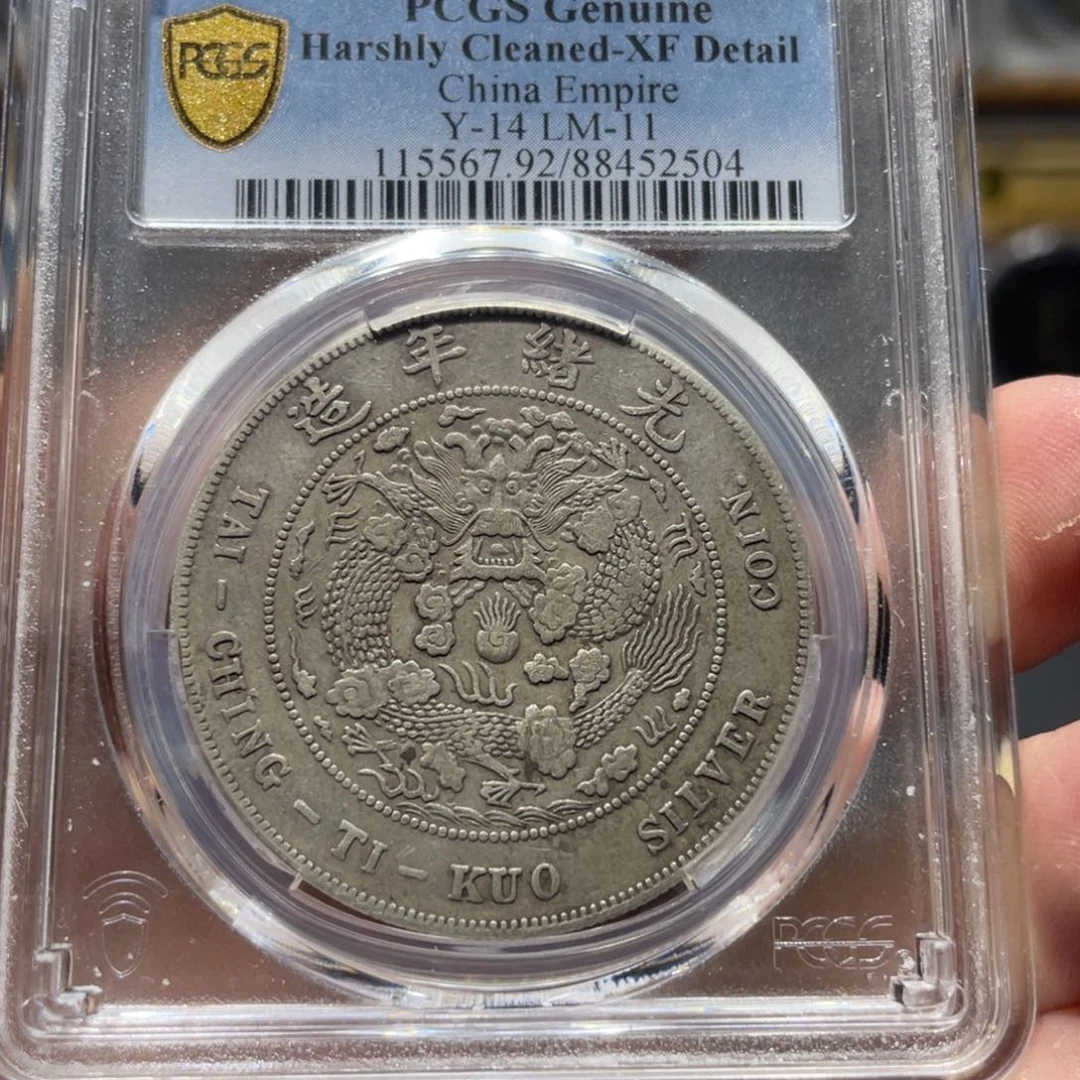 PCGS Genuine
PCGS
Harshly Cleaned-XF Detail
China Empire
Y-14 LM-11
115567.92/88452504
造年緒光
TAI - CHING - TI - KUO
SILVER COIN.
PCGS